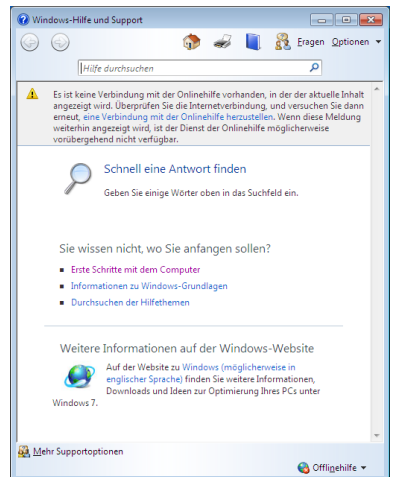 Windows-Hilfe und Support
Fragen Optionen
Hilfe durchsuchen
Es ist keine Verbindung mit der Onlinehilfe vorhanden, in der der aktuelle Inhalt
angezeigt wird. Überprüfen Sie die Internetverbindung, und versuchen Sie dann
erneut, eine Verbindung mit der Onlinehilfe herzustellen. Wenn diese Meldung
weiterhin angezeigt wird, ist der Dienst der Onlinehilfe möglicherweise
vorübergehend nicht verfügbar.
Schnell eine Antwort finden
Geben Sie einige Wörter oben in das Suchfeld ein.
Sie wissen nicht, wo Sie anfangen sollen?
Erste Schritte mit dem Computer
Informationen zu Windows-Grundlagen
Durchsuchen der Hilfethemen
Weitere Informationen auf der Windows-Website
Auf der Website zu Windows (möglicherweise in
englischer Sprache) finden Sie weitere Informationen,
Downloads und Ideen zur Optimierung Ihres PCs unter
Windows 7.
Mehr Supportoptionen
Offlinehilfe